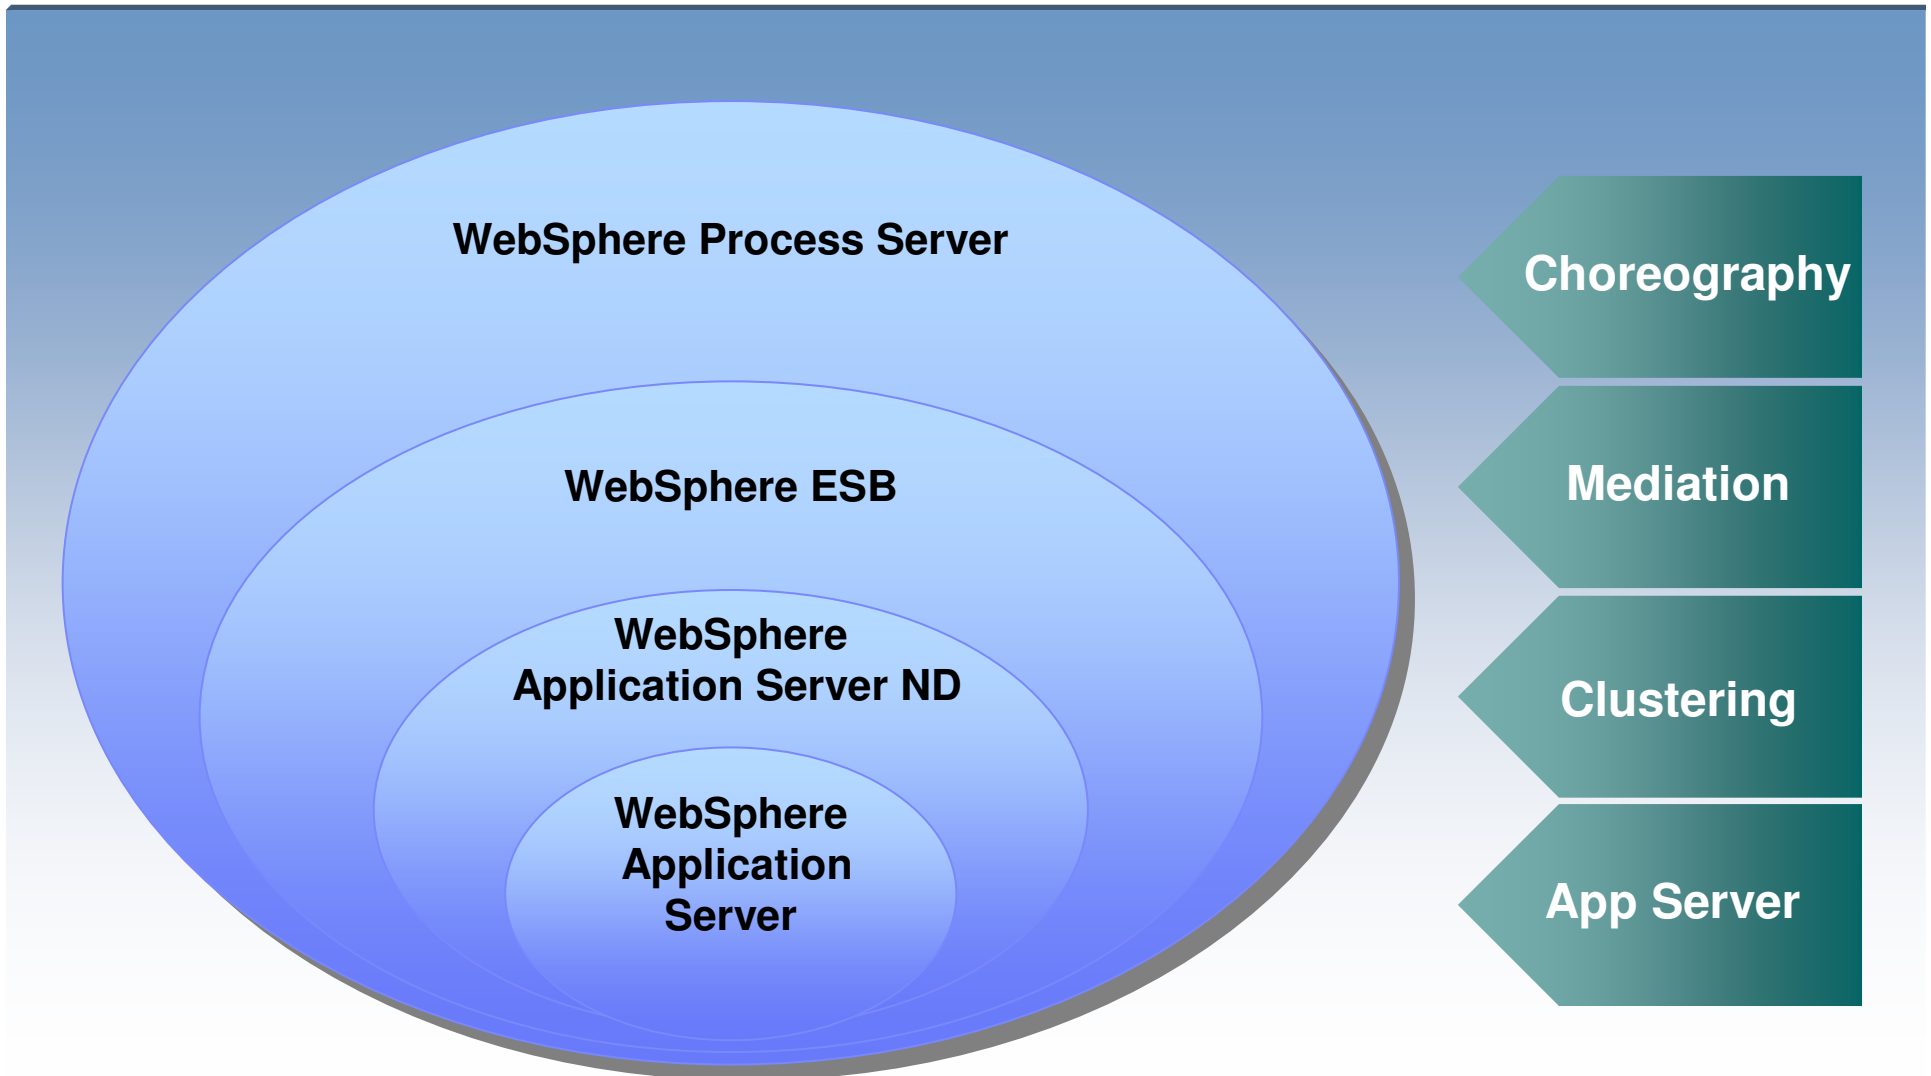 WebSphere Process Server
WebSphere ESB
WebSphere
Application Server ND
WebSphere
Application
Server
Choreography
Mediation
Clustering
App Server